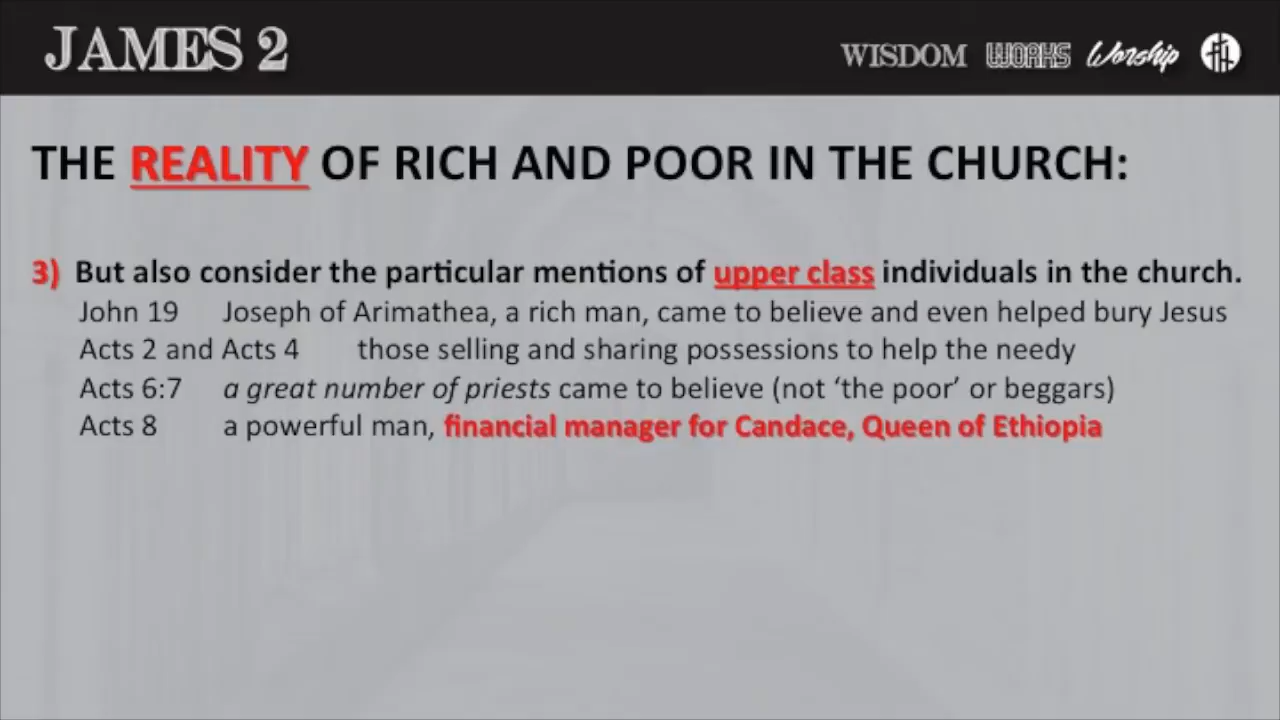 JAMES 2
WISDOM WORKS Worship
THE REALITY OF RICH AND POOR IN THE CHURCH:
3) But also consider the particular mentions of upper class individuals in the church.
John 19 Joseph of Arimathea, a rich man, came to believe and even helped bury Jesus
Acts 2 and Acts 4 those selling and sharing possessions to help the needy
Acts 6:7 a great number of priests came to believe (not ‘the poor’ or beggars)
Acts 8 a powerful man, financial manager for Candace, Queen of Ethiopia